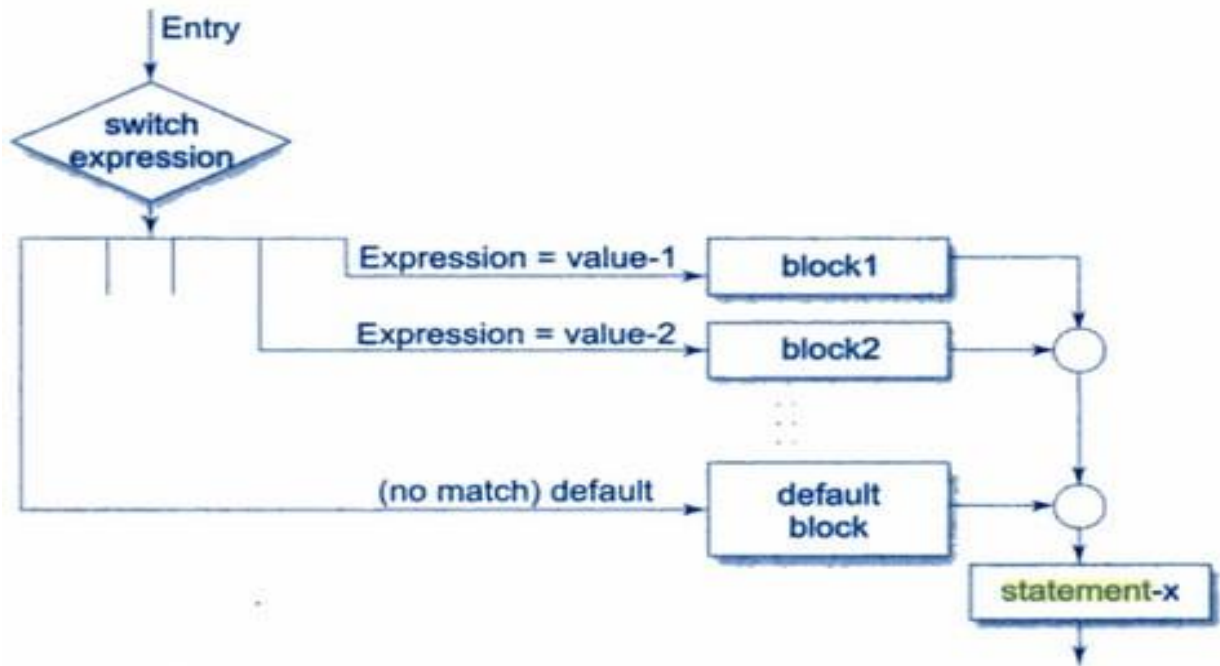 Entry
switch
expression
Expression = value-1
block1
Expression = value-2
block2
(no match) default
default
block
statement-x